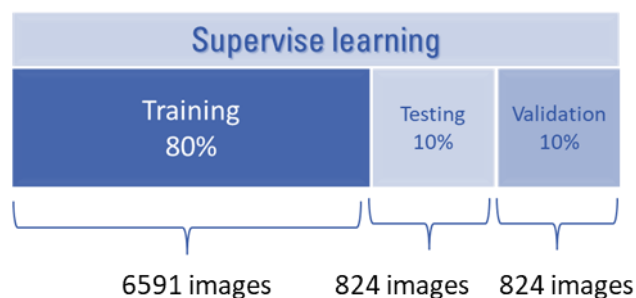 Supervise learning
Training
80%
Testing
10%
Validation
10%
6591 images
824 images
824 images